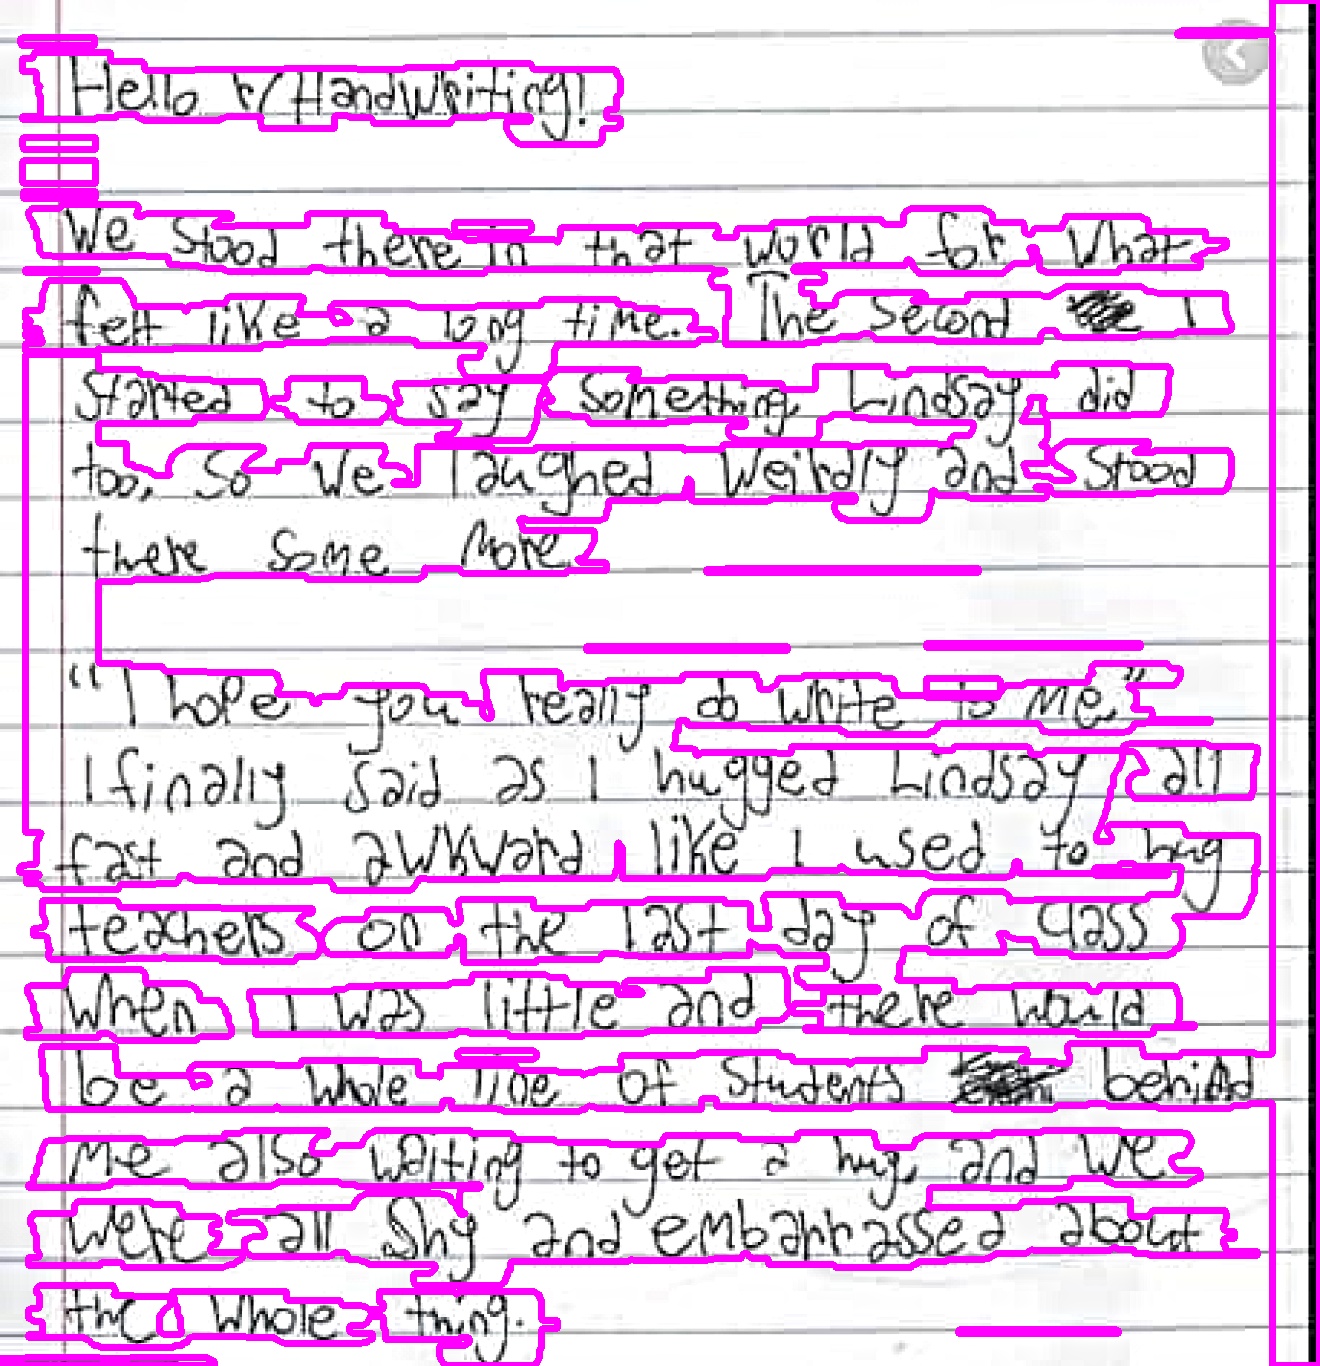 Hello r/HandWriting!
We stood there in that world for what
felt like a long time. The second I
started to say something, Lindsay did
too, so we laughed weirdly and stood
there some more.
"I hope you really do write to me"
I finally said as I hugged Lindsay all
fast and awkward like I used to hug
teachers on the last day of class
when I was little and there would
be a whole line of students behind
me also waiting to get a hug, and we
were all shy and embarrassed about
the whole thing.